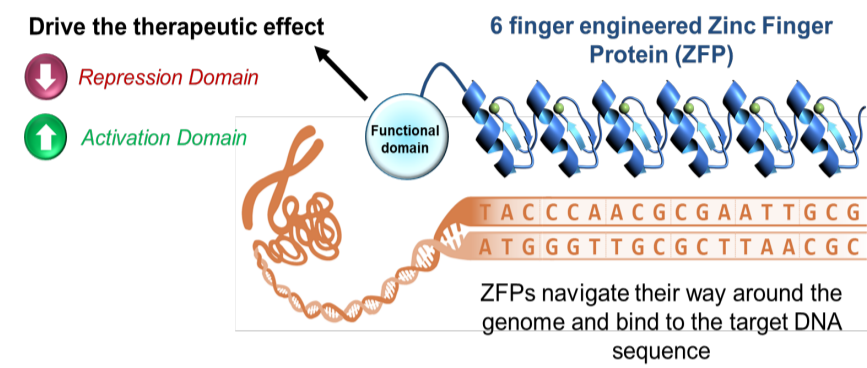 Drive the therapeutic effect
Repression Domain
Activation Domain
6 finger engineered Zinc Finger
Protein (ZFP)
Functional
domain
T A C C C A A C G C G A A T T G C G
A T G G G T T G C G C T T A A C G C
ZFPs navigate their way around the
genome and bind to the target DNA
sequence